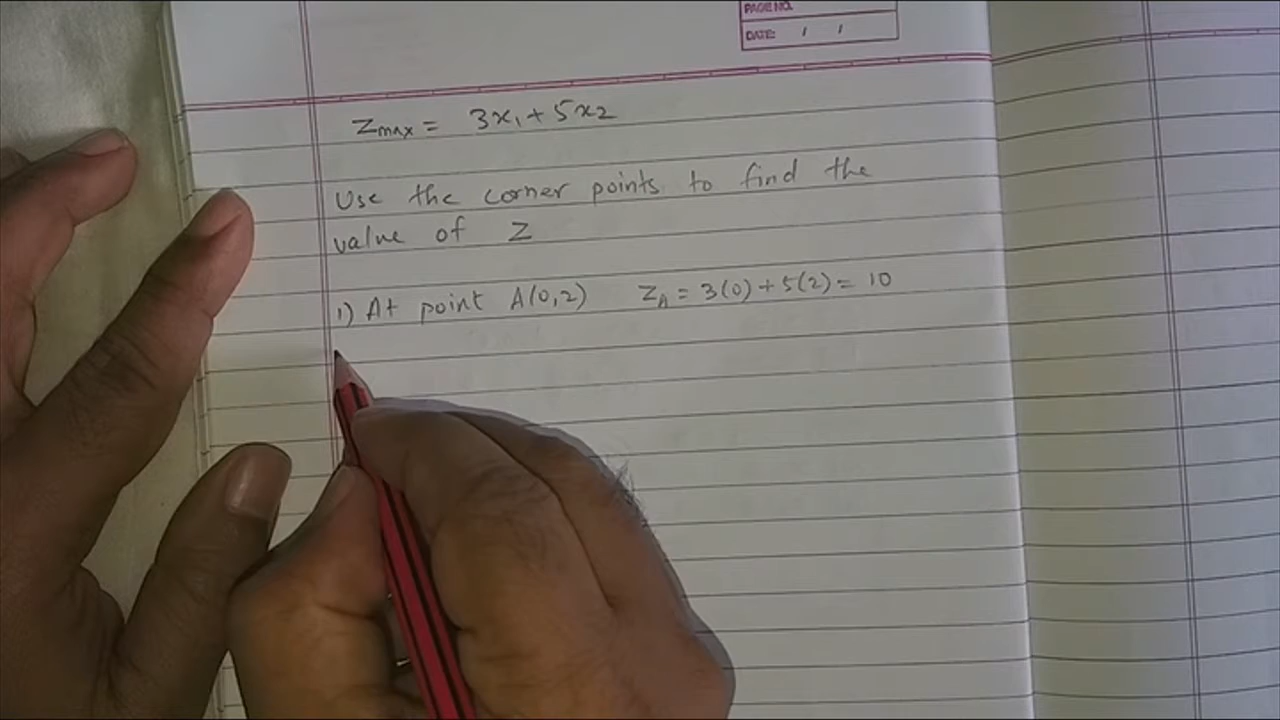 PAGE NO.
DATE: / /
Zmax = 3x₁ + 5x₂
Use the corner points to find the
value of Z
1) At point A(0,2) Z_A = 3(0) + 5(2) = 10